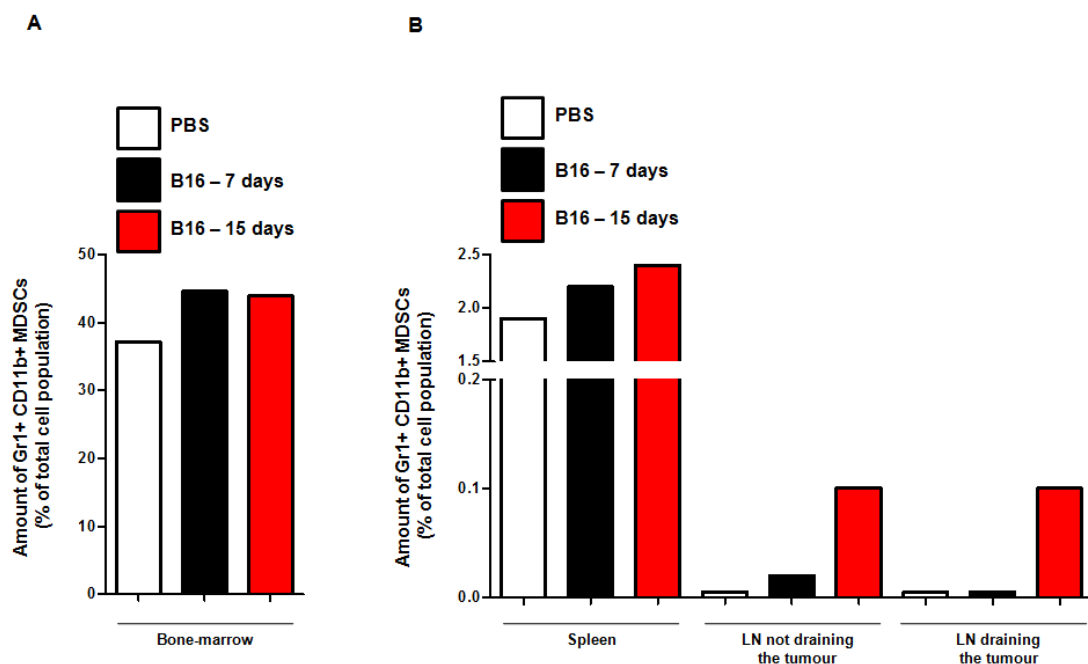 A
PBS
B16 – 7 days
B16 – 15 days
Amount of Gr1+ CD11b+ MDSCs
(% of total cell population)
50
40
30
20
10
0
Bone-marrow
B
PBS
B16 – 7 days
B16 – 15 days
Amount of Gr1+ CD11b+ MDSCs
(% of total cell population)
2.5
2.0
1.5
0.2
0.1
0.0
Spleen
LN not draining
the tumour
LN draining
the tumour